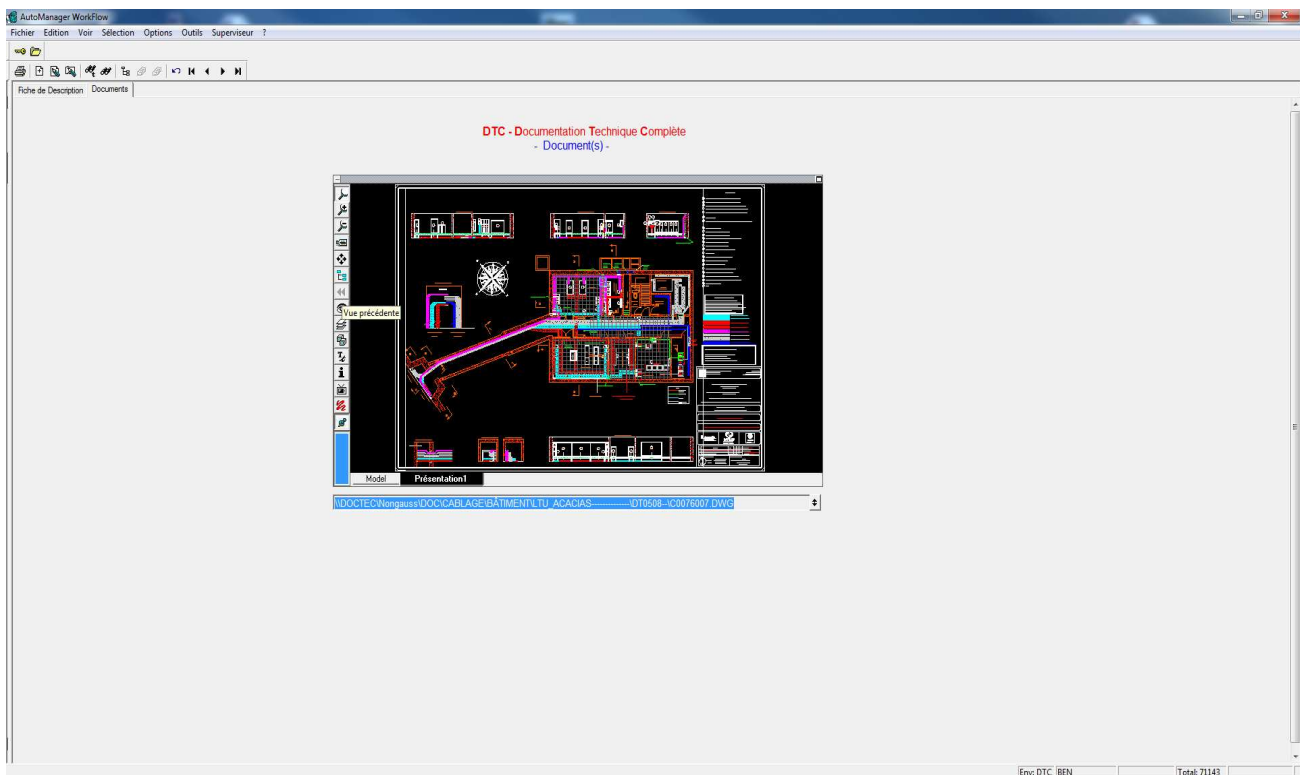 AutoManager WorkFlow
Fichier Edition Voir Sélection Options Outils Superviseur ?
Fiche de Description Documents
DTC - Documentation Technique Complète
- Document(s) -
Vue précédente
Model Présentation1
\\DOCTEC\Nongauss\DOC\CABLAGE\BÂTIMENT\LTU_ACACIAS--------------\DT0508--\C0076007.DWG
Env: DTC BEN Total: 71143